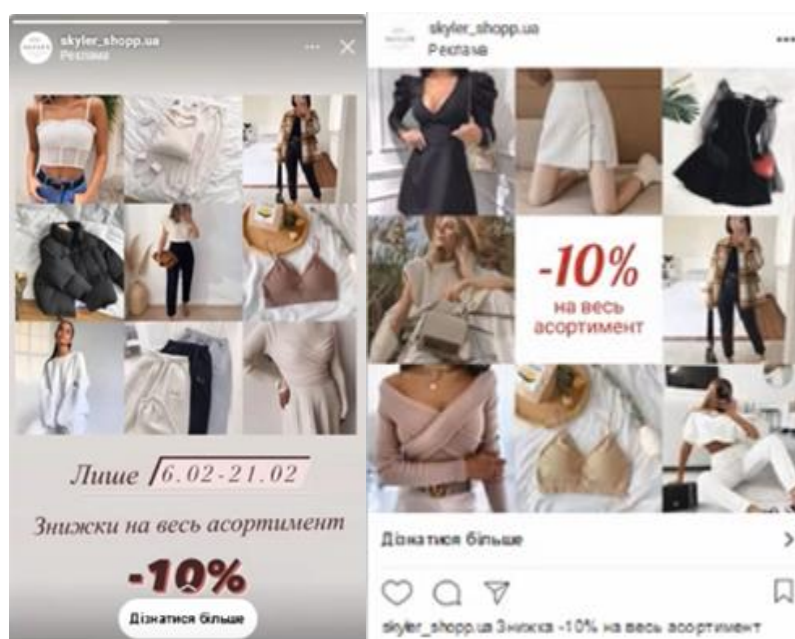 skyler_shopp.ua
Реклама
Лише 6.02-21.02
Знижки на весь асортимент
-10%
Дізнатися більше
skyler_shopp.ua
Реклама
-10%
на весь
асортимент
Дізнатися більше
skyler_shopp.ua Знижка -10% на весь асортимент